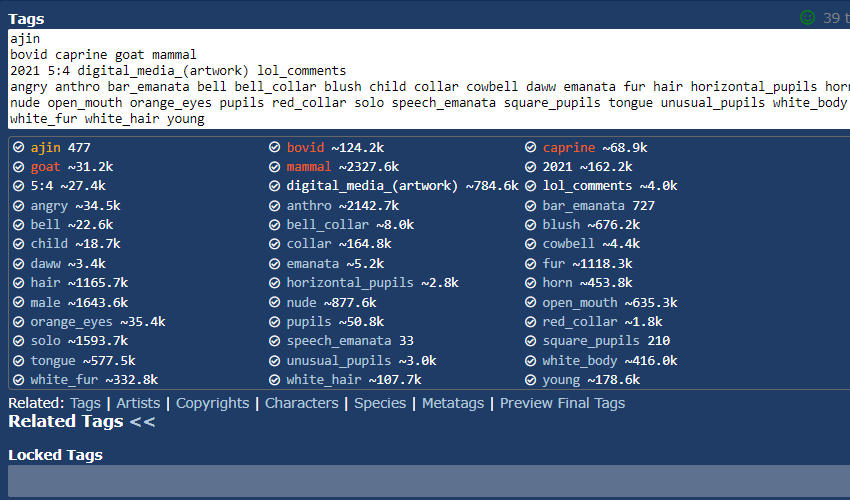 Tags 39 t
ajin
bovid caprine goat mammal
2021 5:4 digital_media_(artwork) lol_comments
angry anthro bar_emanata bell bell_collar blush child collar cowbell daww emanata fur hair horizontal_pupils horn
nude open_mouth orange_eyes pupils red_collar solo speech_emanata square_pupils tongue unusual_pupils white_body
white_fur white_hair young
ajin 477 bovid ~124.2k caprine ~68.9k
goat ~31.2k mammal ~2327.6k 2021 ~162.2k
5:4 ~27.4k digital_media_(artwork) ~784.6k lol_comments ~4.0k
angry ~34.5k anthro ~2142.7k bar_emanata 727
bell ~22.6k bell_collar ~8.0k blush ~676.2k
child ~18.7k collar ~164.8k cowbell ~4.4k
daww ~3.4k emanata ~5.2k fur ~1118.3k
hair ~1165.7k horizontal_pupils ~2.8k horn ~453.8k
male ~1643.6k nude ~877.6k open_mouth ~635.3k
orange_eyes ~35.4k pupils ~50.8k red_collar ~1.8k
solo ~1593.7k speech_emanata 33 square_pupils 210
tongue ~577.5k unusual_pupils ~3.0k white_body ~416.0k
white_fur ~332.8k white_hair ~107.7k young ~178.6k
Related: Tags | Artists | Copyrights | Characters | Species | Metatags | Preview Final Tags
Related Tags <<
Locked Tags